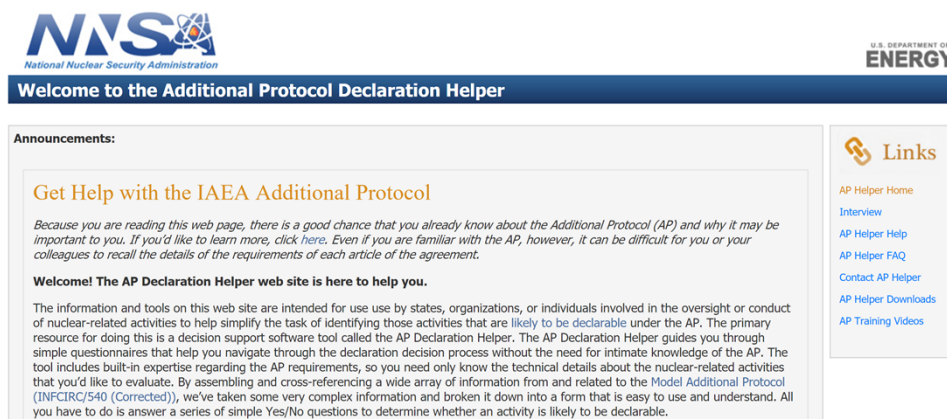 NNSA
National Nuclear Security Administration
U.S. DEPARTMENT OF
ENERGY
Welcome to the Additional Protocol Declaration Helper
Announcements:
Get Help with the IAEA Additional Protocol
Because you are reading this web page, there is a good chance that you already know about the Additional Protocol (AP) and why it may be
important to you. If you'd like to learn more, click here. Even if you are familiar with the AP, however, it can be difficult for you or your
colleagues to recall the details of the requirements of each article of the agreement.
Welcome! The AP Declaration Helper web site is here to help you.
The information and tools on this web site are intended for use use by states, organizations, or individuals involved in the oversight or conduct
of nuclear-related activities to help simplify the task of identifying those activities that are likely to be declarable under the AP. The primary
resource for doing this is a decision support software tool called the AP Declaration Helper. The AP Declaration Helper guides you through
simple questionnaires that help you navigate through the declaration decision process without the need for intimate knowledge of the AP. The
tool includes built-in expertise regarding the AP requirements, so you need only know the technical details about the nuclear-related activities
that you'd like to evaluate. By assembling and cross-referencing a wide array of information from and related to the Model Additional Protocol
(INFCIRC/540 (Corrected)), we've taken some very complex information and broken it down into a form that is easy to use and understand. All
you have to do is answer a series of simple Yes/No questions to determine whether an activity is likely to be declarable.
Links
AP Helper Home
Interview
AP Helper Help
AP Helper FAQ
Contact AP Helper
AP Helper Downloads
AP Training Videos